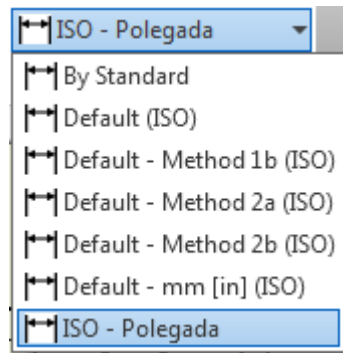 ISO - Polegada
By Standard
Default (ISO)
Default - Method 1b (ISO)
Default - Method 2a (ISO)
Default - Method 2b (ISO)
Default - mm [in] (ISO)
ISO - Polegada